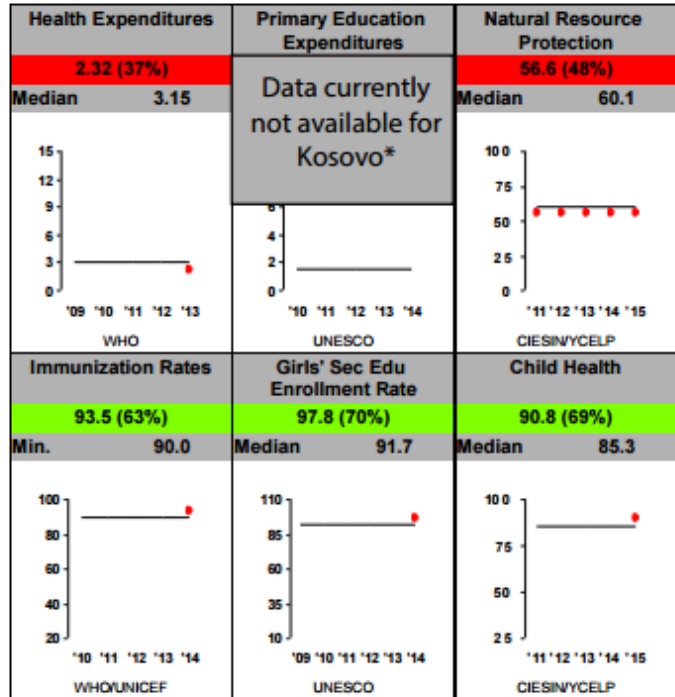 Health Expenditures
2.32 (37%)
Median 3.15
15
12
9
6
3
0
'09 '10 '11 '12 '13
WHO
Primary Education
Expenditures
Data currently
not available for
Kosovo*
6
4
2
0
'10 '11 '12 '13 '14
UNESCO
Natural Resource
Protection
56.6 (48%)
Median 60.1
100
75
50
25
0
'11 '12 '13 '14 '15
CIESIN/YCELP
Immunization Rates
93.5 (63%)
Min. 90.0
100
80
60
40
20
'10 '11 '12 '13 '14
WHO/UNICEF
Girls' Sec Edu
Enrollment Rate
97.8 (70%)
Median 91.7
110
85
60
35
10
'09 '10 '11 '12 '13 '14
UNESCO
Child Health
90.8 (69%)
Median 85.3
100
75
50
25
'11 '12 '13 '14 '15
CIESIN/YCELP